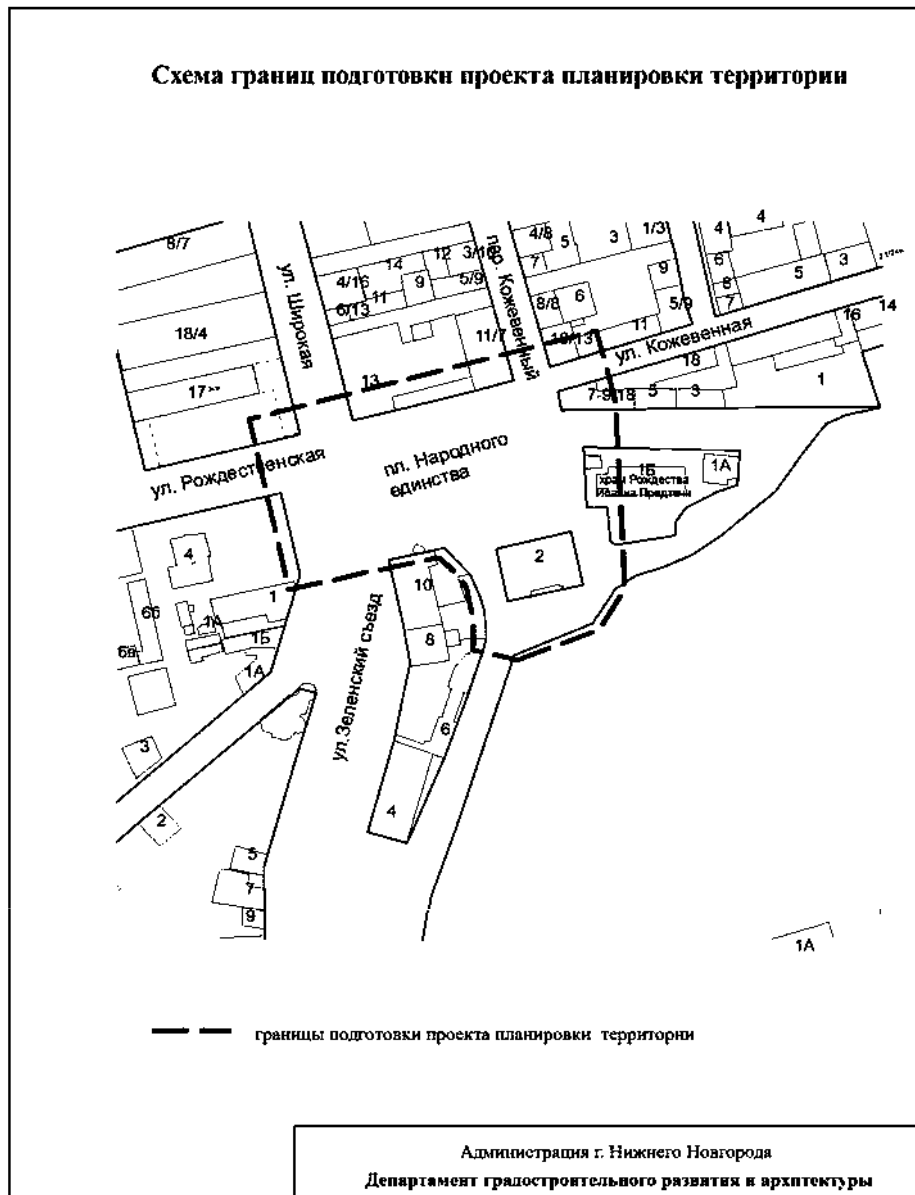 Схема границ подготовки проекта планировки территории
8/7
ул. Широкая
4/16
14
12
3/10
пер. Кожевенный
4/8
5
3
1/3
4
4
6/13
11
9
5/9
7
9
6
5
3
8
7
18/4
8/8
6
5/9
11/7
10/13
11
ул. Кожевенная
16
14
17
13
18
7-9/18
5
3
1
ул. Рождественская
пл. Народного
единства
1Б
1А
храм Рождества
Иоанна Предтечи
4
2
10
1
6б
1А
8
6в
1Б
1А
ул.Зеленский съезд
6
3
4
2
5
7
9
1А
границы подготовки проекта планировки территории
Администрация г. Нижнего Новгорода
Департамент градостроительного развития и архитектуры